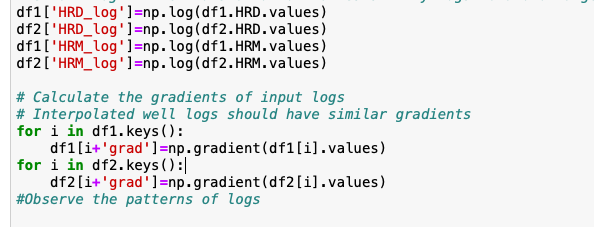 df1['HRD_log']=np.log(df1.HRD.values)
df2['HRD_log']=np.log(df2.HRD.values)
df1['HRM_log']=np.log(df1.HRM.values)
df2['HRM_log']=np.log(df2.HRM.values)

# Calculate the gradients of input logs
# Interpolated well logs should have similar gradients
for i in df1.keys():
    df1[i+'grad']=np.gradient(df1[i].values)
for i in df2.keys():
    df2[i+'grad']=np.gradient(df2[i].values)
#Observe the patterns of logs